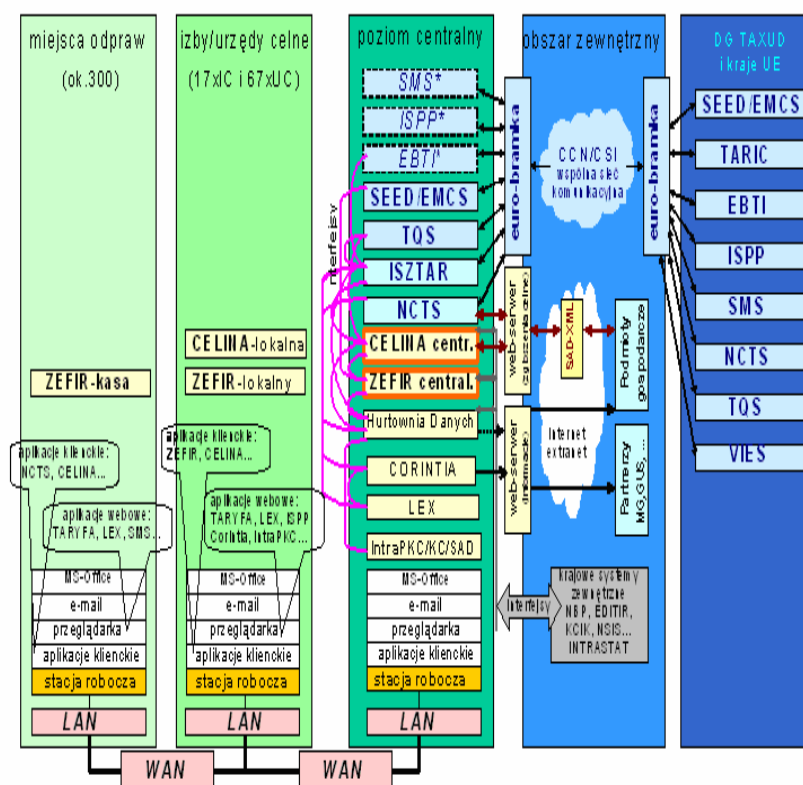 miejsca odpraw
(ok.300)
ZEFIR-kasa
aplikacje klienckie:
NCTS, CELINA...
aplikacje webowe:
TARYFA, LEX, SMS...
MS-Office
e-mail
przeglądarka
aplikacje klienckie
stacja robocza
LAN
izby/urzędy celne
(17xIC i 67xUC)
CELINA-lokalna
ZEFIR-lokalny
aplikacje klienckie:
ZEFIR, CELINA...
aplikacje webowe:
TARYFA, LEX, ISPP
Corintia, IntraPKC...
MS-Office
e-mail
przeglądarka
aplikacje klienckie
stacja robocza
LAN
WAN
WAN
poziom centralny
SMS*
ISPP*
EBTI*
SEED/EMCS
TQS
ISZTAR
NCTS
CELINA centr.
ZEFIR central.
Hurtownia Danych
CORINTIA
LEX
IntraPKC/KC/SAD
MS-Office
e-mail
przeglądarka
aplikacje klienckie
stacja robocza
LAN
obszar zewnętrzny
euro-bramka
CCN/CSI
wspólna sieć
komunikacyjna
euro-bramka
web-serwer
(zgłoszenia celne)
SAD-XML
Podmioty
gospodarcze
web-serwer
Internet
extranet
Partnerzy
MG, GUS, ...
Interfejsy
krajowe systemy
zewnętrzne
NBP, EDITIR,
KCIK, NSIS...
INTRASTAT
DG TAXUD
i kraje UE
SEED/EMCS
TARIC
EBTI
ISPP
SMS
NCTS
TQS
VIES